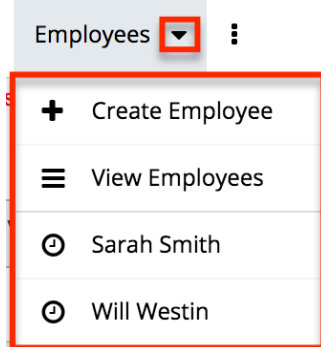 Employees
Create Employee
View Employees
Sarah Smith
Will Westin